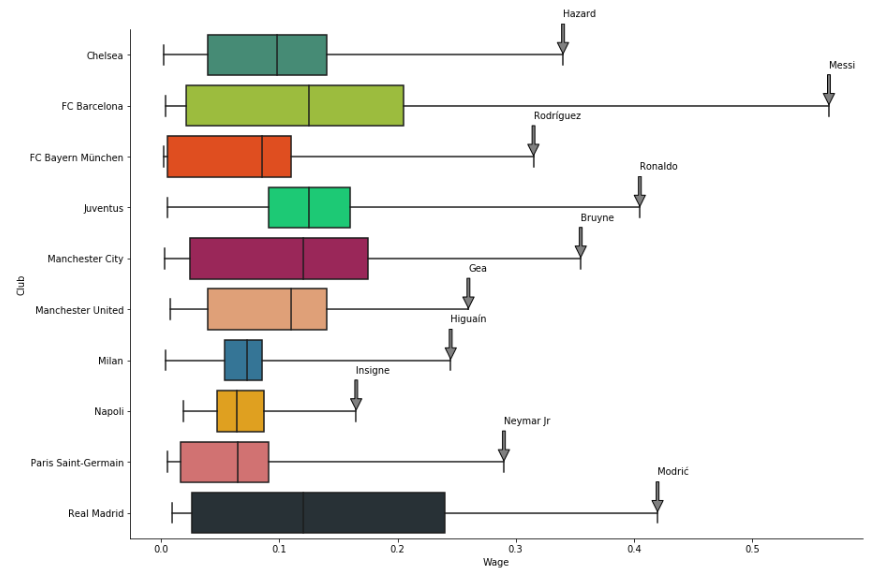 Hazard
Chelsea
Messi
FC Barcelona
Rodríguez
FC Bayern München
Ronaldo
Juventus
Bruyne
Manchester City
Gea
Manchester United
Higuaín
Milan
Insigne
Napoli
Neymar Jr
Paris Saint-Germain
Modrić
Real Madrid
Club
0.0 0.1 0.2 0.3 0.4 0.5
Wage